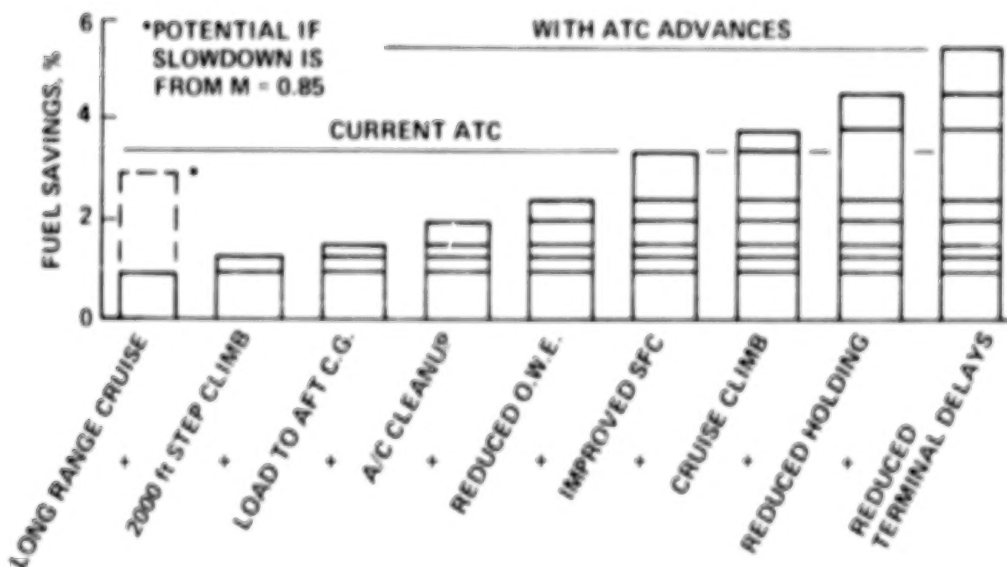 6
4
2
0
FUEL SAVINGS, %
*POTENTIAL IF
SLOWDOWN IS
FROM M = 0.85
WITH ATC ADVANCES
CURRENT ATC
*
LONG RANGE CRUISE
+
2000 ft STEP CLIMB
+
LOAD TO AFT C.G.
+
A/C CLEANUP
+
REDUCED O.W.E.
+
IMPROVED SFC
+
CRUISE CLIMB
+
REDUCED HOLDING
+
REDUCED
TERMINAL DELAYS